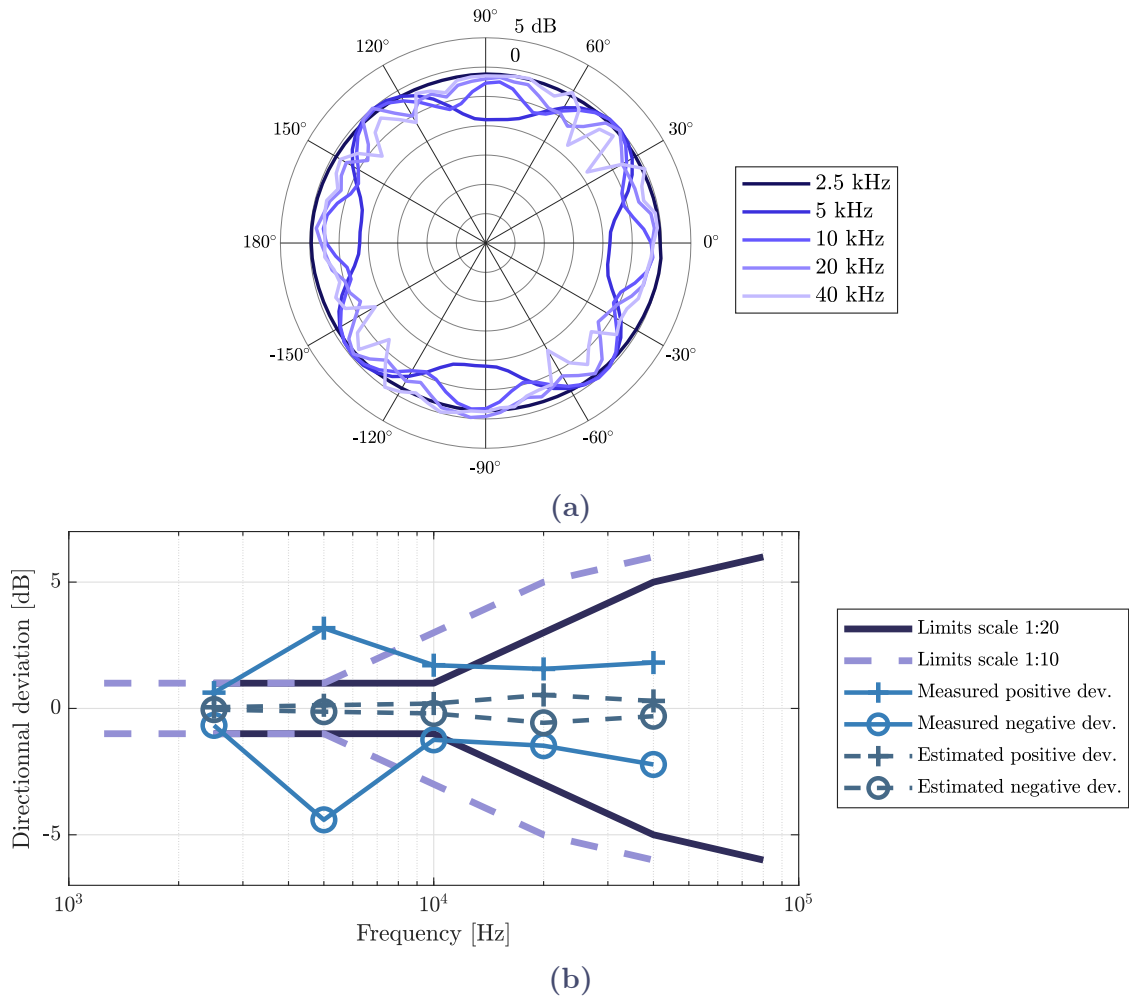 90°
5 dB
120°
0
60°
150°
30°
180°
0°
-150°
-30°
-120°
-60°
-90°
2.5 kHz
5 kHz
10 kHz
20 kHz
40 kHz
(a)
Directionnal deviation [dB]
5
0
-5
10³
10⁴
10⁵
Frequency [Hz]
Limits scale 1:20
Limits scale 1:10
Measured positive dev.
Measured negative dev.
Estimated positive dev.
Estimated negative dev.
(b)